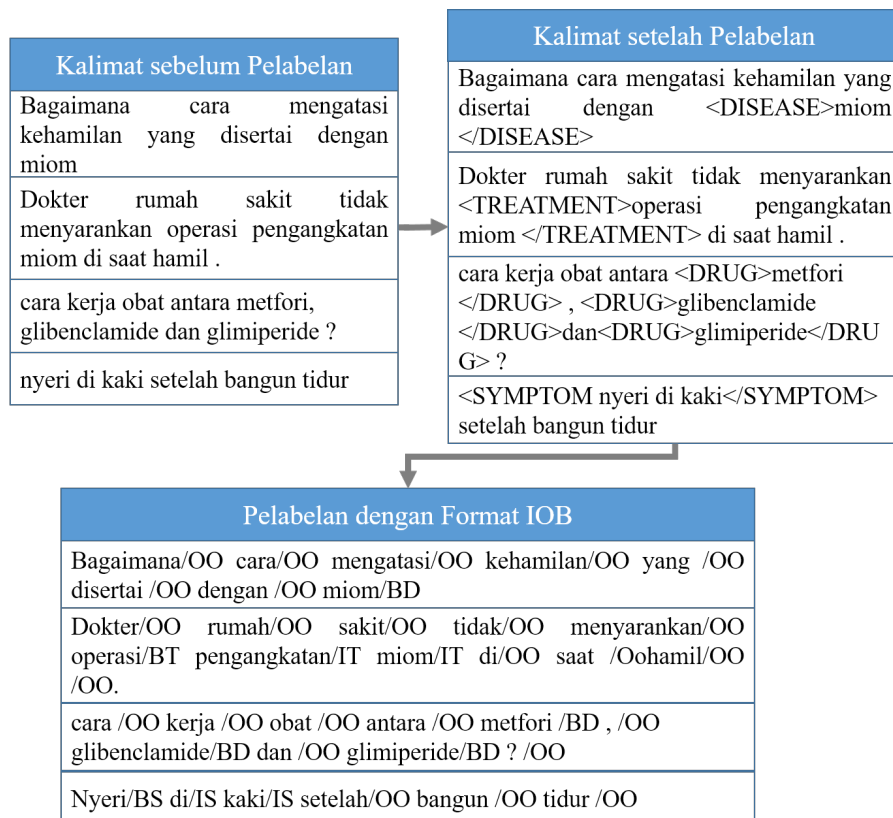 Kalimat sebelum Pelabelan
Bagaimana cara mengatasi
kehamilan yang disertai dengan
miom
Dokter rumah sakit tidak
menyarankan operasi pengangkatan
miom di saat hamil .
cara kerja obat antara metfori,
glibenclamide dan glimiperide ?
nyeri di kaki setelah bangun tidur
Kalimat setelah Pelabelan
Bagaimana cara mengatasi kehamilan yang
disertai dengan <DISEASE>miom
</DISEASE>
Dokter rumah sakit tidak menyarankan
<TREATMENT>operasi pengangkatan
miom </TREATMENT> di saat hamil .
cara kerja obat antara <DRUG>metfori
</DRUG> , <DRUG>glibenclamide
</DRUG>dan<DRUG>glimiperide</DRU
G> ?
<SYMPTOM nyeri di kaki</SYMPTOM>
setelah bangun tidur
Pelabelan dengan Format IOB
Bagaimana/OO cara/OO mengatasi/OO kehamilan/OO yang /OO
disertai /OO dengan /OO miom/BD
Dokter/OO rumah/OO sakit/OO tidak/OO menyarankan/OO
operasi/BT pengangkatan/IT miom/IT di/OO saat /Oohamil/OO
/OO.
cara /OO kerja /OO obat /OO antara /OO metfori /BD , /OO
glibenclamide/BD dan /OO glimiperide/BD ? /OO
Nyeri/BS di/IS kaki/IS setelah/OO bangun /OO tidur /OO